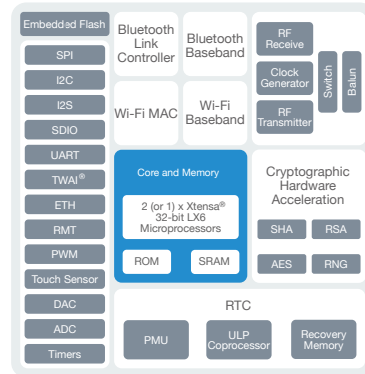 Embedded Flash
SPI
I2C
I2S
SDIO
UART
TWAI®
ETH
RMT
PWM
Touch Sensor
DAC
ADC
Timers
Bluetooth
Link
Controller
Bluetooth
Baseband
Wi-Fi MAC
Wi-Fi
Baseband
RF
Receive
Clock
Generator
RF
Transmitter
Switch
Balun
Core and Memory
2 (or 1) x Xtensa®
32-bit LX6
Microprocessors
ROM
SRAM
Cryptographic
Hardware
Acceleration
SHA
RSA
AES
RNG
RTC
PMU
ULP
Coprocessor
Recovery
Memory